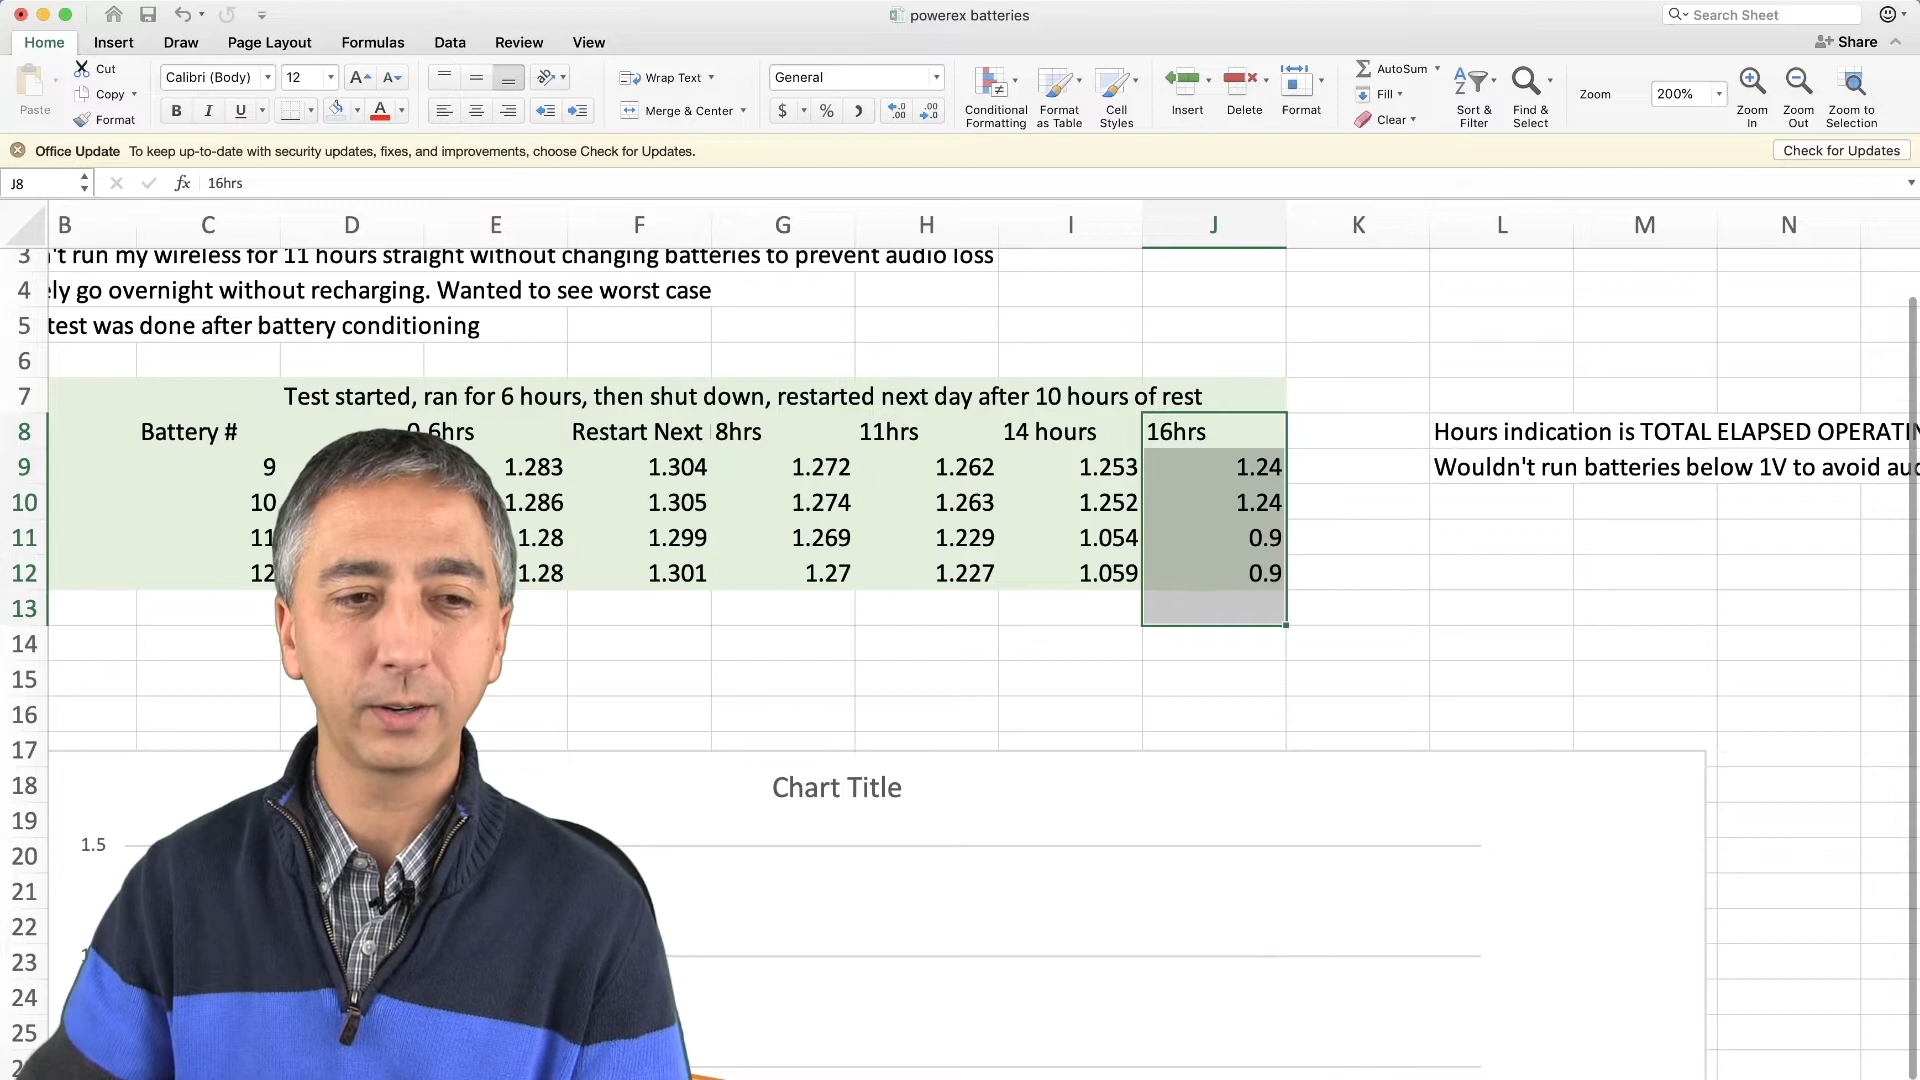 powerex batteries
Search Sheet
Home Insert Draw Page Layout Formulas Data Review View
Share
Paste
Cut
Copy
Format
Calibri (Body) 12
A A
B I U A
Wrap Text
Merge & Center
General
$ % .0 .00 .00 .0
Conditional Formatting
Format as Table
Cell Styles
Insert Delete Format
AutoSum
Fill
Clear
Sort & Filter
Find & Select
Zoom 200%
Zoom In
Zoom Out
Zoom to Selection
Office Update To keep up-to-date with security updates, fixes, and improvements, choose Check for Updates.
Check for Updates
J8 fx 16hrs
B C D E F G H I J K L M N
3 't run my wireless for 11 hours straight without changing batteries to prevent audio loss
4 ely go overnight without recharging. Wanted to see worst case
5 test was done after battery conditioning
6
7 Test started, ran for 6 hours, then shut down, restarted next day after 10 hours of rest
8 Battery # 0 6hrs Restart Next 8hrs 11hrs 14 hours 16hrs Hours indication is TOTAL ELAPSED OPERATIN
9 9 1.283 1.304 1.272 1.262 1.253 1.24 Wouldn't run batteries below 1V to avoid aud
10 10 1.286 1.305 1.274 1.263 1.252 1.24
11 11 1.28 1.299 1.269 1.229 1.054 0.9
12 12 1.28 1.301 1.27 1.227 1.059 0.9
13
14
15
16
17
18 Chart Title
19
1.5
20
21
22
23
24
25